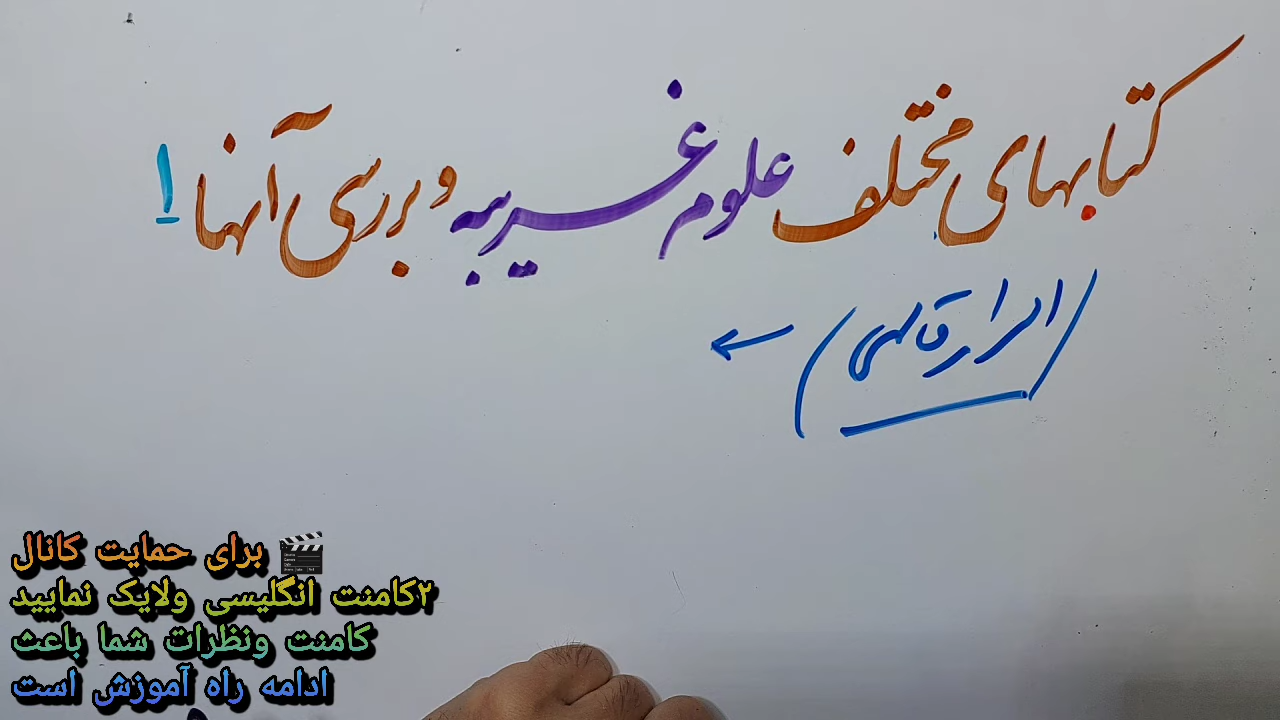 کتابهای مختلف علوم غریبه و بررسی آنها !
(اسرار قاسمی) ←
برای حمایت کانال
۲کامنت انگلیسی ولایک نمایید
کامنت ونظرات شما باعث
ادامه راه آموزش است